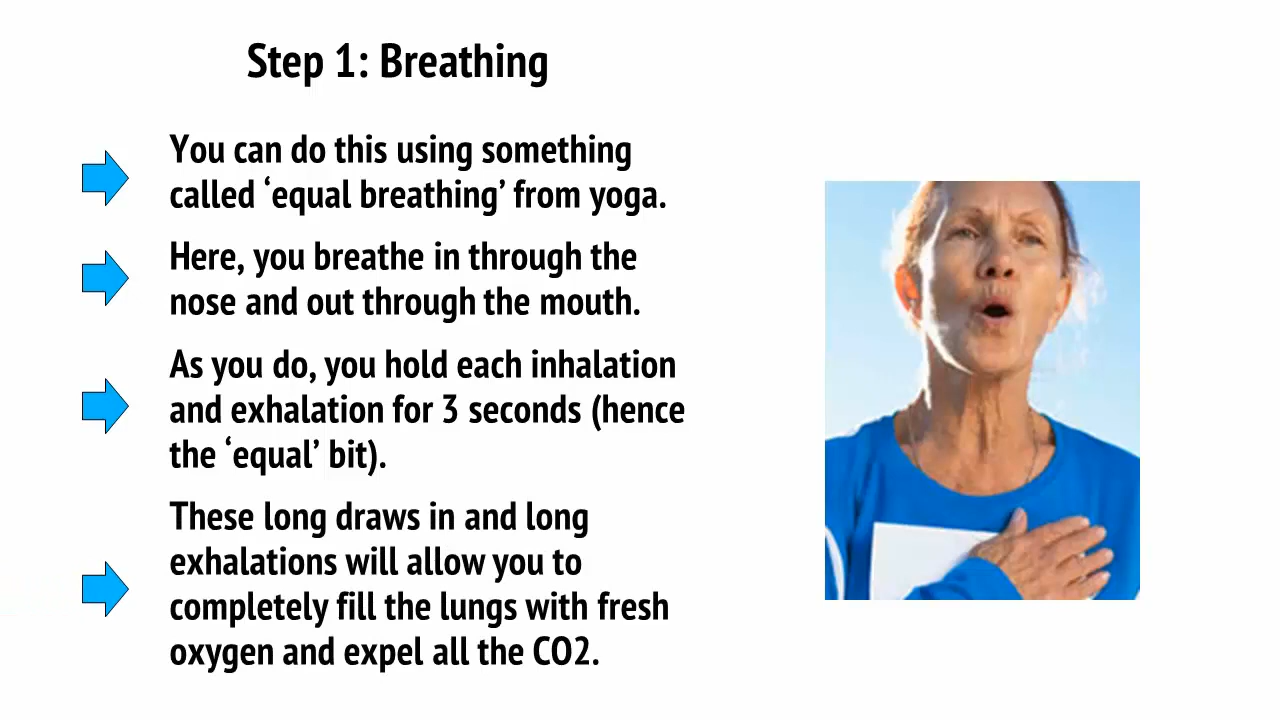 Step 1: Breathing
You can do this using something
called ‘equal breathing’ from yoga.
Here, you breathe in through the
nose and out through the mouth.
As you do, you hold each inhalation
and exhalation for 3 seconds (hence
the ‘equal’ bit).
These long draws in and long
exhalations will allow you to
completely fill the lungs with fresh
oxygen and expel all the CO2.